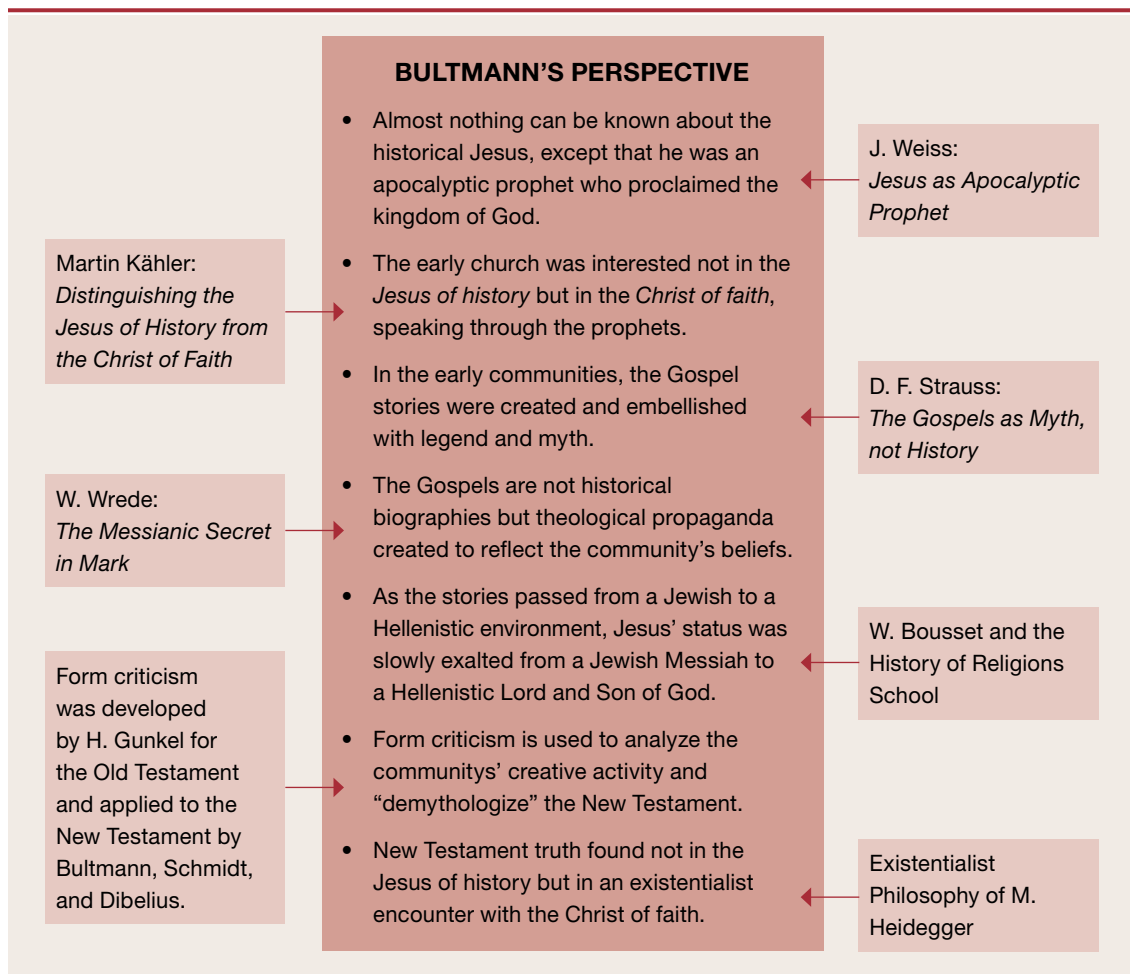 BULTMANN'S PERSPECTIVE
• Almost nothing can be known about the
historical Jesus, except that he was an
apocalyptic prophet who proclaimed the
kingdom of God.
J. Weiss:
Jesus as Apocalyptic
Prophet
Martin Kähler:
Distinguishing the
Jesus of History from
the Christ of Faith
• The early church was interested not in the
Jesus of history but in the Christ of faith,
speaking through the prophets.
• In the early communities, the Gospel
stories were created and embellished
with legend and myth.
D. F. Strauss:
The Gospels as Myth,
not History
W. Wrede:
The Messianic Secret
in Mark
• The Gospels are not historical
biographies but theological propaganda
created to reflect the community's beliefs.
• As the stories passed from a Jewish to a
Hellenistic environment, Jesus' status was
slowly exalted from a Jewish Messiah to
a Hellenistic Lord and Son of God.
W. Bousset and the
History of Religions
School
Form criticism
was developed
by H. Gunkel for
the Old Testament
and applied to the
New Testament by
Bultmann, Schmidt,
and Dibelius.
• Form criticism is used to analyze the
communitys' creative activity and
“demythologize” the New Testament.
• New Testament truth found not in the
Jesus of history but in an existentialist
encounter with the Christ of faith.
Existentialist
Philosophy of M.
Heidegger